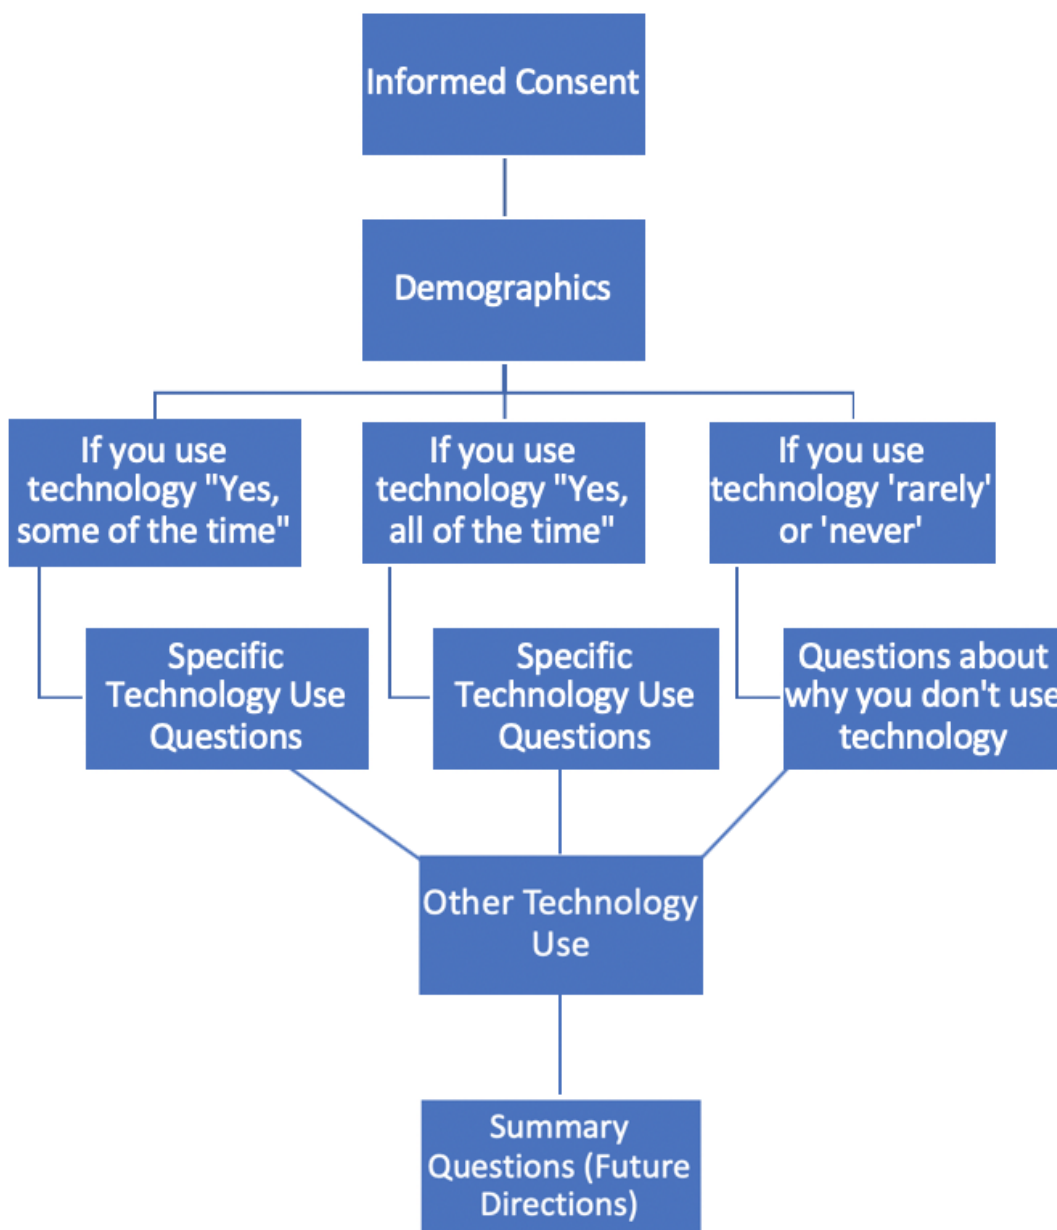 Informed Consent
Demographics
If you use
technology "Yes,
some of the time"
If you use
technology "Yes,
all of the time"
If you use
technology 'rarely'
or 'never'
Specific
Technology Use
Questions
Specific
Technology Use
Questions
Questions about
why you don't use
technology
Other Technology
Use
Summary
Questions (Future
Directions)